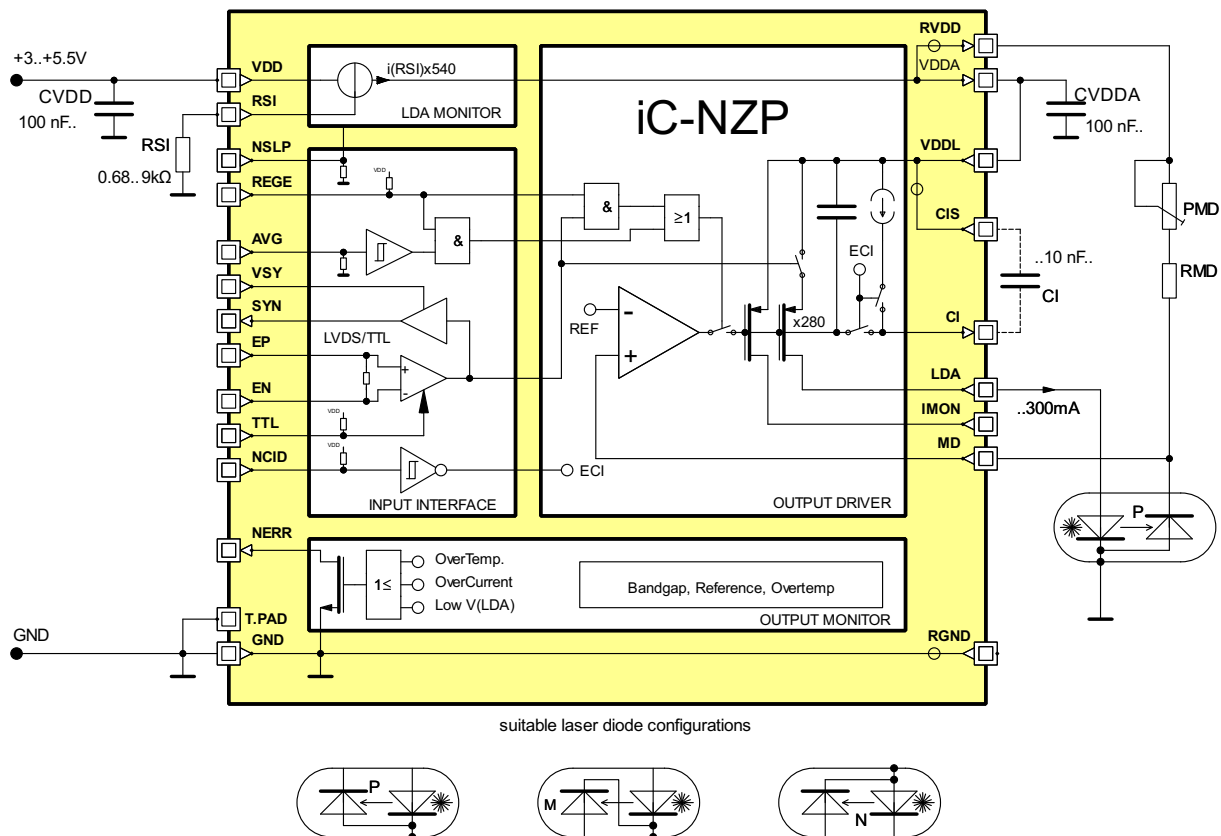 +3..+5.5V
CVDD
100 nF..
RSI
0.68..9kΩ
GND
VDD
RSI
NSLP
REGE
AVG
VSY
SYN
EP
EN
TTL
NCID
NERR
T.PAD
GND
i(RSI)x540
LDA MONITOR
VDD
&
LVDS/TTL
+
-
VDD
VDD
INPUT INTERFACE
ECI
iC-NZP
&
≥1
REF
-
+
x280
ECI
OUTPUT DRIVER
1≤
OverTemp.
OverCurrent
Low V(LDA)
Bandgap, Reference, Overtemp
OUTPUT MONITOR
RVDD
VDDA
VDDL
CIS
CI
LDA
IMON
MD
RGND
CVDDA
100 nF..
PMD
RMD
..10 nF..
CI
..300mA
P
suitable laser diode configurations
P
M
N